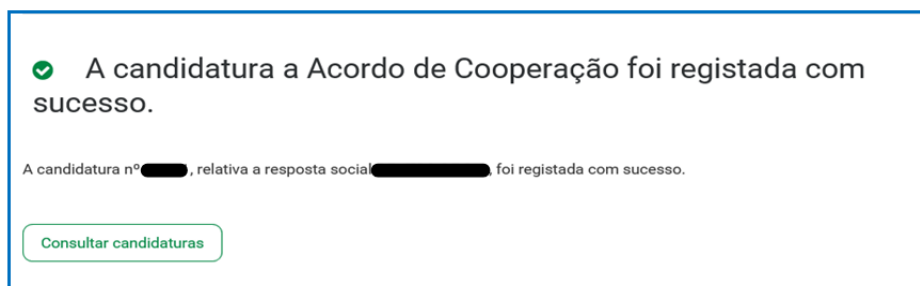 A candidatura a Acordo de Cooperação foi registada com
sucesso.
A candidatura nº , relativa a resposta social , foi registada com sucesso.
Consultar candidaturas